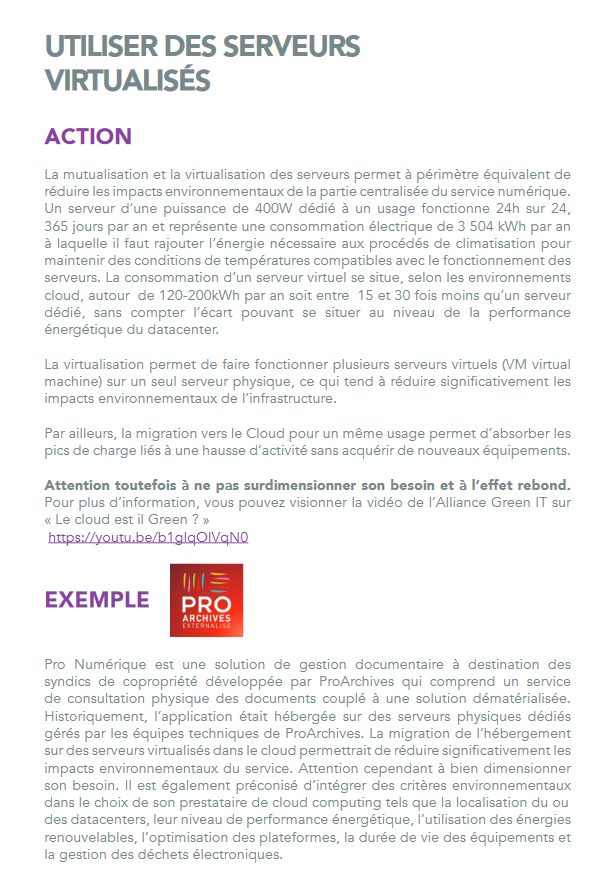 UTILISER DES SERVEURS
VIRTUALISÉS
ACTION
La mutualisation et la virtualisation des serveurs permet à périmètre équivalent de
réduire les impacts environnementaux de la partie centralisée du service numérique.
Un serveur d'une puissance de 400W dédié à un usage fonctionne 24h sur 24,
365 jours par an et représente une consommation électrique de 3 504 kWh par an
à laquelle il faut rajouter l'énergie nécessaire aux procédés de climatisation pour
maintenir des conditions de températures compatibles avec le fonctionnement des
serveurs. La consommation d'un serveur virtuel se situe, selon les environnements
cloud, autour de 120-200kWh par an soit entre 15 et 30 fois moins qu'un serveur
dédié, sans compter l'écart pouvant se situer au niveau de la performance
énergétique du datacenter.
La virtualisation permet de faire fonctionner plusieurs serveurs virtuels (VM virtual
machine) sur un seul serveur physique, ce qui tend à réduire significativement les
impacts environnementaux de l'infrastructure.
Par ailleurs, la migration vers le Cloud pour un même usage permet d'absorber les
pics de charge liés à une hausse d'activité sans acquérir de nouveaux équipements.
Attention toutefois à ne pas surdimensionner son besoin et à l'effet rebond.
Pour plus d'information, vous pouvez visionner la vidéo de l'Alliance Green IT sur
« Le cloud est il Green ? »
https://youtu.be/b1glqOlVqN0
EXEMPLE
PRO
ARCHIVES
EXTERNALISE
Pro Numérique est une solution de gestion documentaire à destination des
syndics de copropriété développée par ProArchives qui comprend un service
de consultation physique des documents couplé à une solution dématérialisée.
Historiquement, l'application était hébergée sur des serveurs physiques dédiés
gérés par les équipes techniques de ProArchives. La migration de l'hébergement
sur des serveurs virtualisés dans le cloud permettrait de réduire significativement les
impacts environnementaux du service. Attention cependant à bien dimensionner
son besoin. Il est également préconisé d'intégrer des critères environnementaux
dans le choix de son prestataire de cloud computing tels que la localisation du ou
des datacenters, leur niveau de performance énergétique, l'utilisation des énergies
renouvelables, l'optimisation des plateformes, la durée de vie des équipements et
la gestion des déchets électroniques.